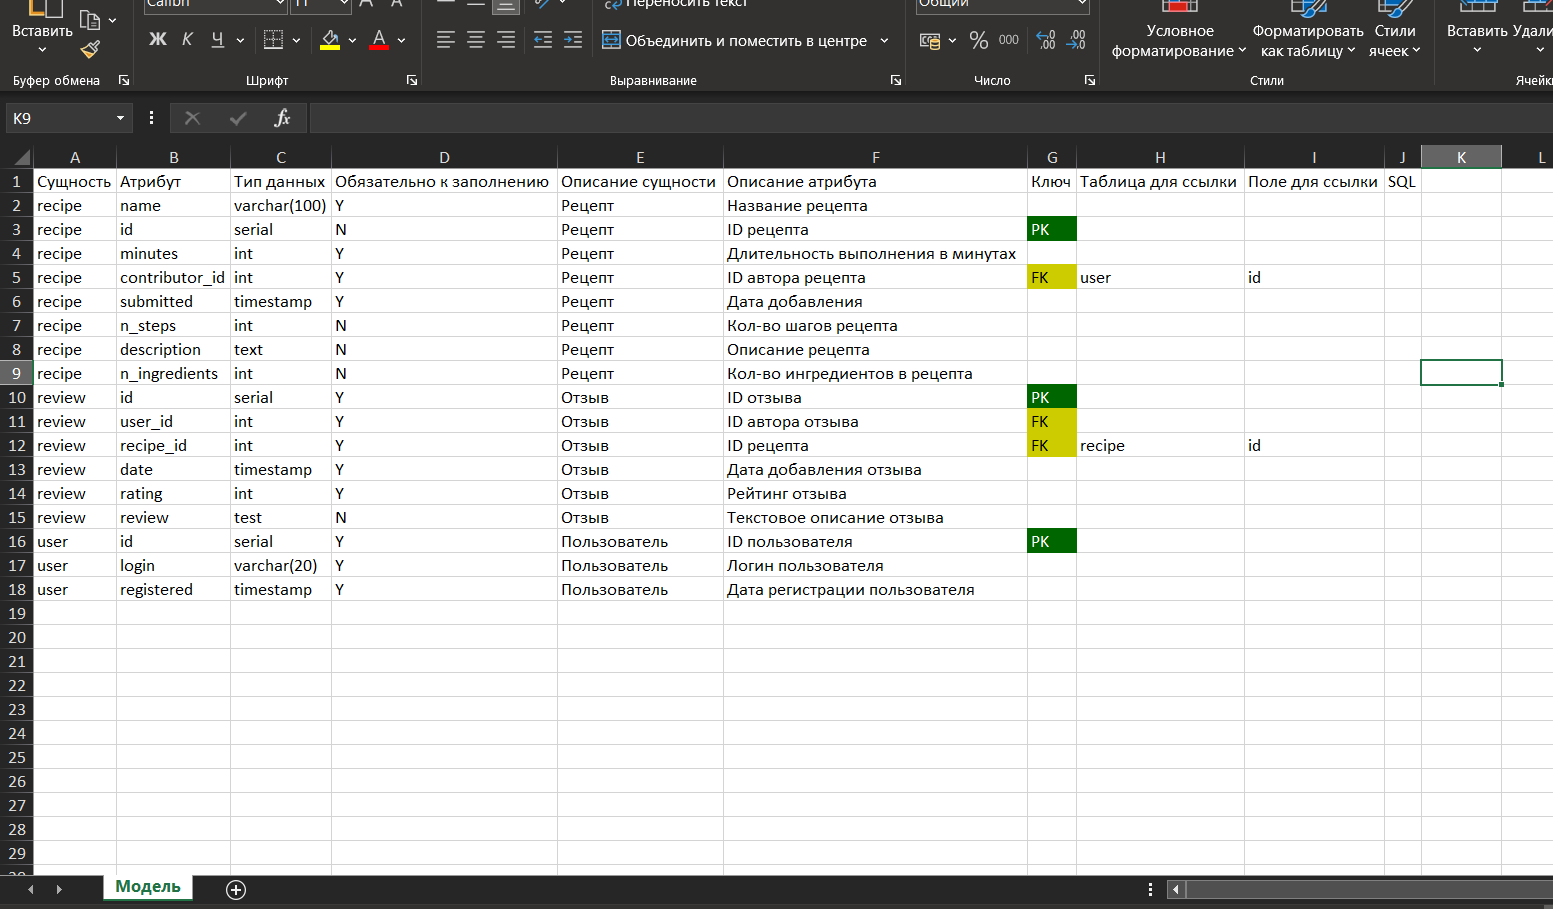 Calibri 11 Переносить текст Общий
Вставить Условное Форматировать Стили Вставить Удали
Ж К Ч А Объединить и поместить в центре % 000 форматирование как таблицу ячеек
Буфер обмена Шрифт Выравнивание Число Стили Ячейк
K9 fx
A B C D E F G H I J K L
1 Сущность Атрибут Тип данных Обязательно к заполнению Описание сущности Описание атрибута Ключ Таблица для ссылки Поле для ссылки SQL
2 recipe name varchar(100) Y Рецепт Название рецепта
3 recipe id serial N Рецепт ID рецепта PK
4 recipe minutes int Y Рецепт Длительность выполнения в минутах
5 recipe contributor_id int Y Рецепт ID автора рецепта FK user id
6 recipe submitted timestamp Y Рецепт Дата добавления
7 recipe n_steps int N Рецепт Кол-во шагов рецепта
8 recipe description text N Рецепт Описание рецепта
9 recipe n_ingredients int N Рецепт Кол-во ингредиентов в рецепта
10 review id serial Y Отзыв ID отзыва PK
11 review user_id int Y Отзыв ID автора отзыва FK
12 review recipe_id int Y Отзыв ID рецепта FK recipe id
13 review date timestamp Y Отзыв Дата добавления отзыва
14 review rating int Y Отзыв Рейтинг отзыва
15 review review test N Отзыв Текстовое описание отзыва
16 user id serial Y Пользователь ID пользователя PK
17 user login varchar(20) Y Пользователь Логин пользователя
18 user registered timestamp Y Пользователь Дата регистрации пользователя
19
20
21
22
23
24
25
26
27
28
29
Модель